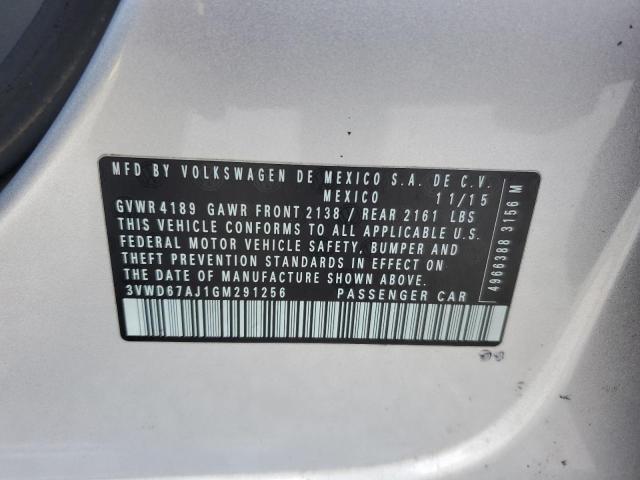 MFD BY VOLKSWAGEN DE MEXICO S.A. DE C.V.
MEXICO 11/15
GVWR 4189 GAWR FRONT 2138 / REAR 2161 LBS
THIS VEHICLE CONFORMS TO ALL APPLICABLE U.S.
FEDERAL MOTOR VEHICLE SAFETY, BUMPER AND
THEFT PREVENTION STANDARDS IN EFFECT ON
THE DATE OF MANUFACTURE SHOWN ABOVE.
3VWD67AJ1GM291256 PASSENGER CAR
4966388 3156 M